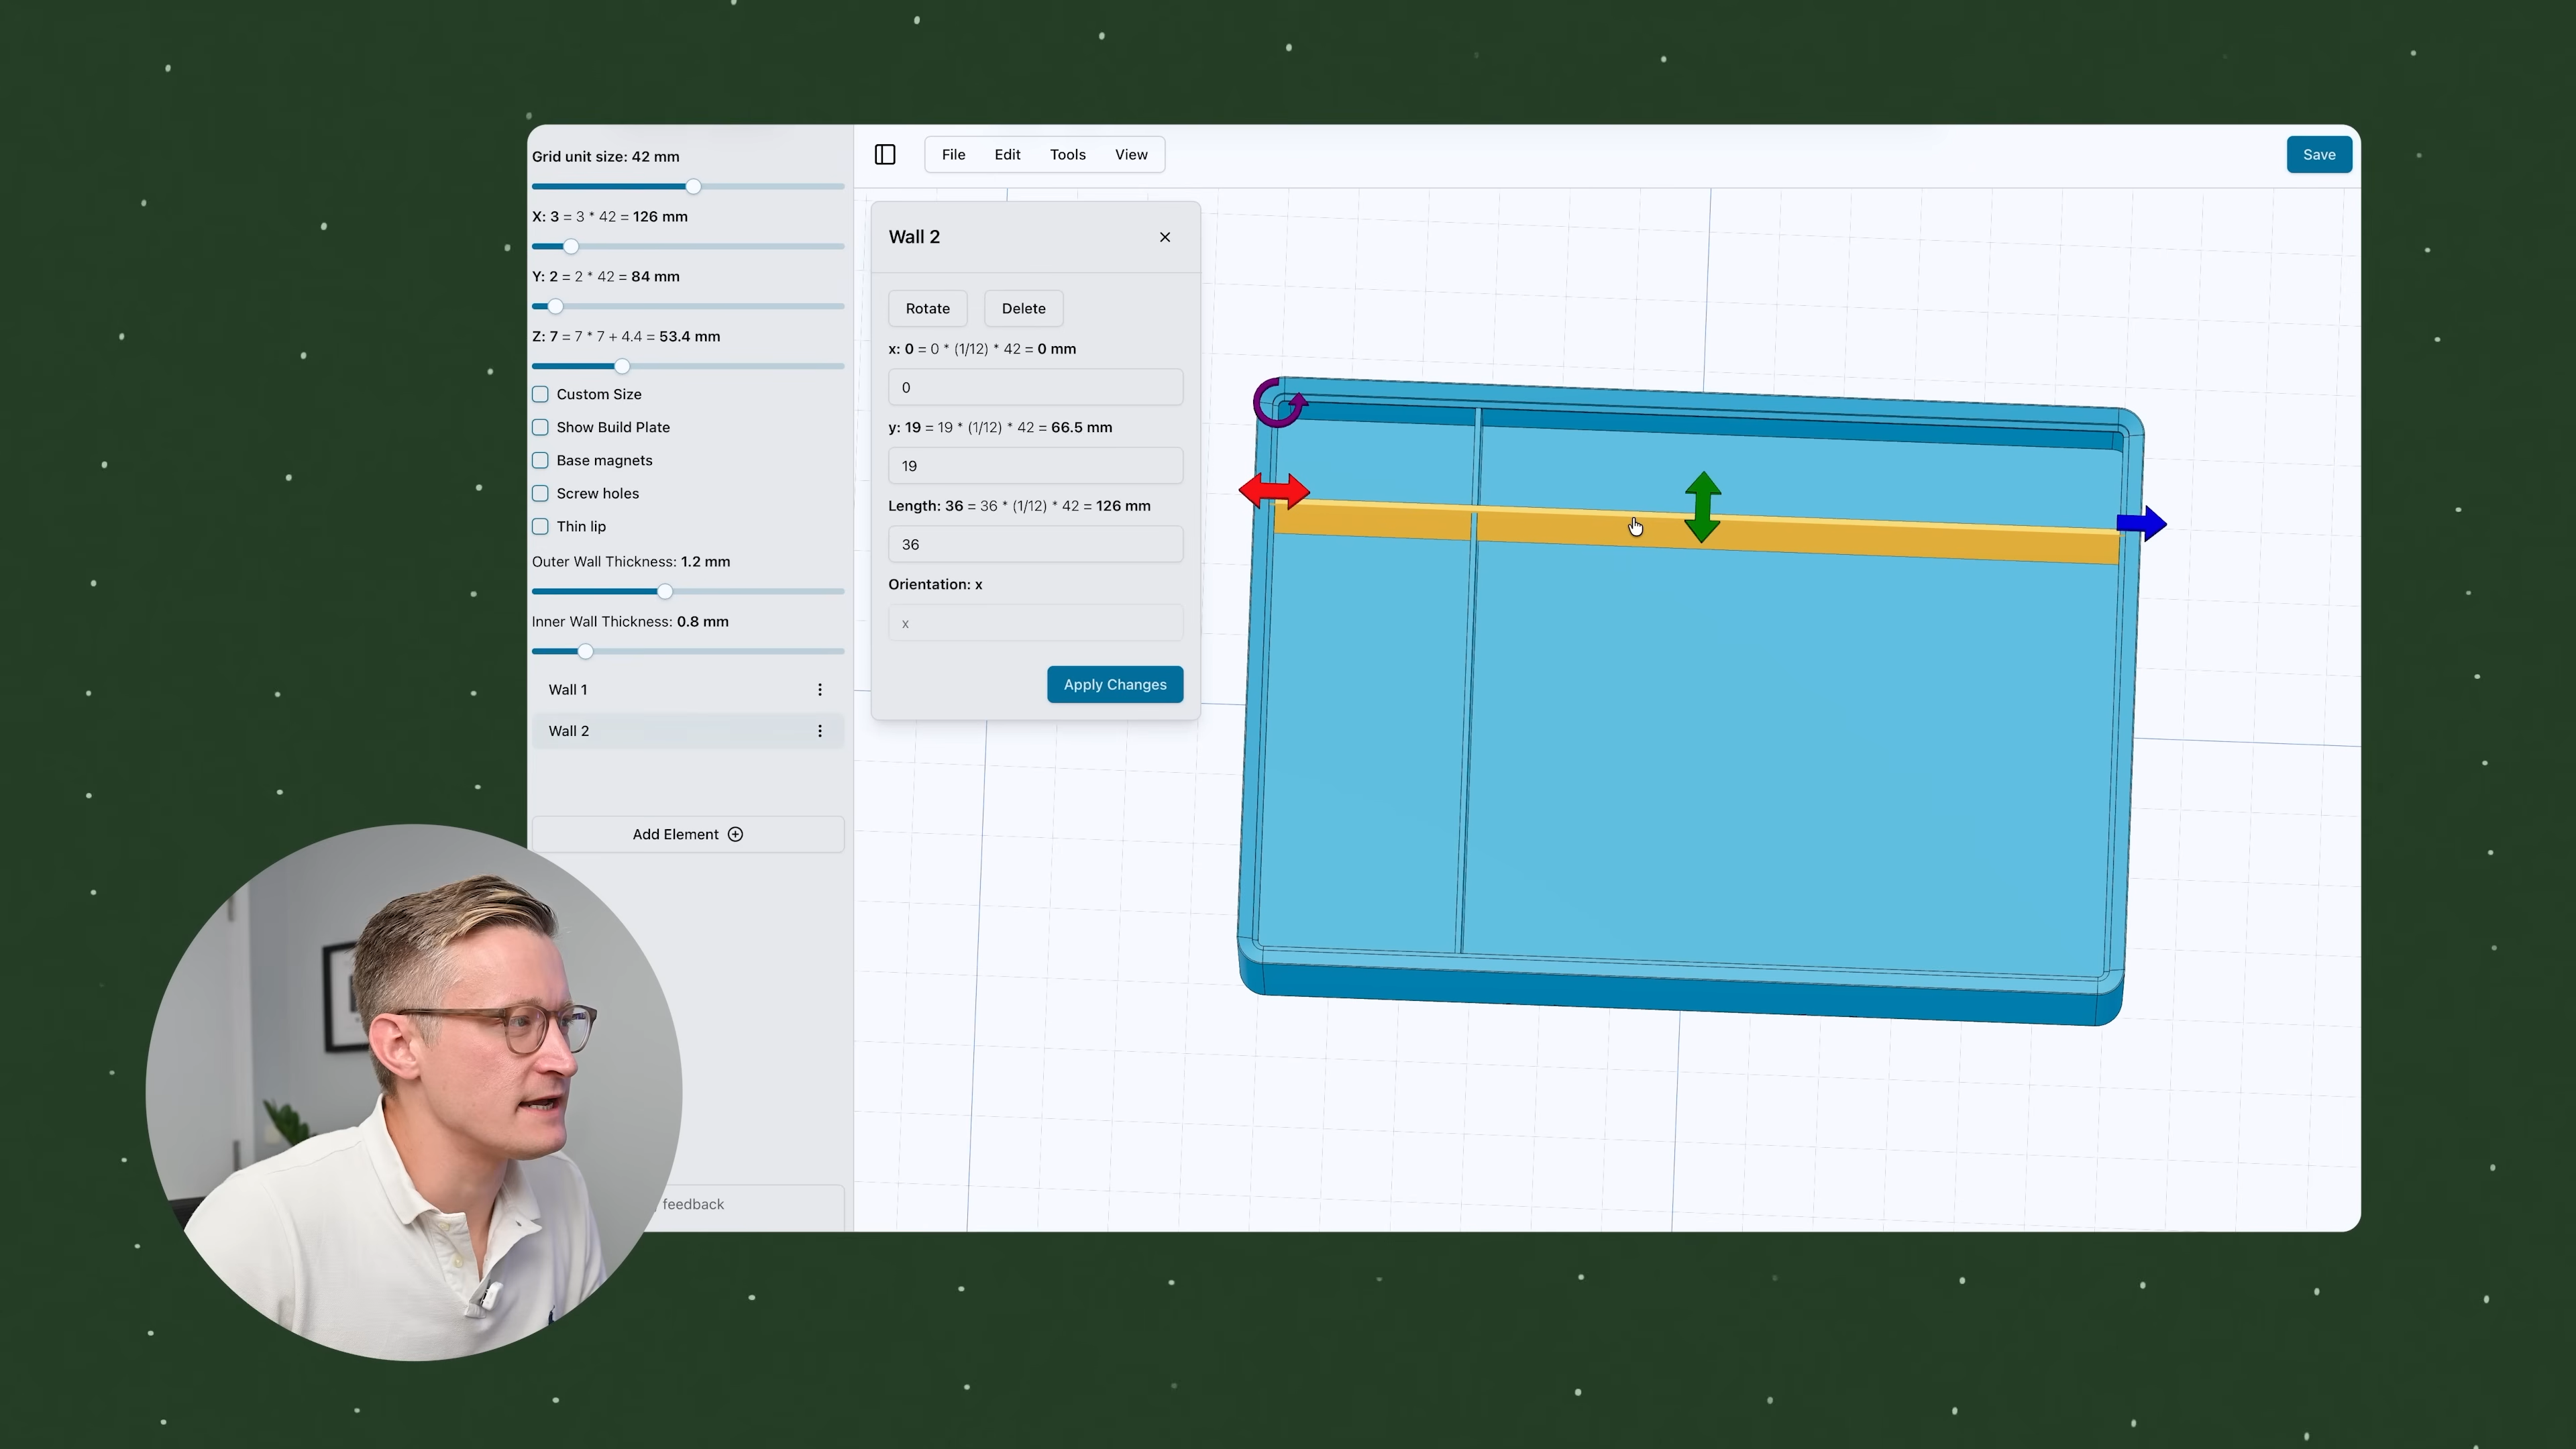 Grid unit size: 42 mm
X: 3 = 3 * 42 = 126 mm
Y: 2 = 2 * 42 = 84 mm
Z: 7 = 7 * 7 + 4.4 = 53.4 mm
Custom Size
Show Build Plate
Base magnets
Screw holes
Thin lip
Outer Wall Thickness: 1.2 mm
Inner Wall Thickness: 0.8 mm
Wall 1
Wall 2
Add Element
feedback
File Edit Tools View
Save
Wall 2
Rotate Delete
x: 0 = 0 * (1/12) * 42 = 0 mm
0
y: 19 = 19 * (1/12) * 42 = 66.5 mm
19
Length: 36 = 36 * (1/12) * 42 = 126 mm
36
Orientation: x
x
Apply Changes